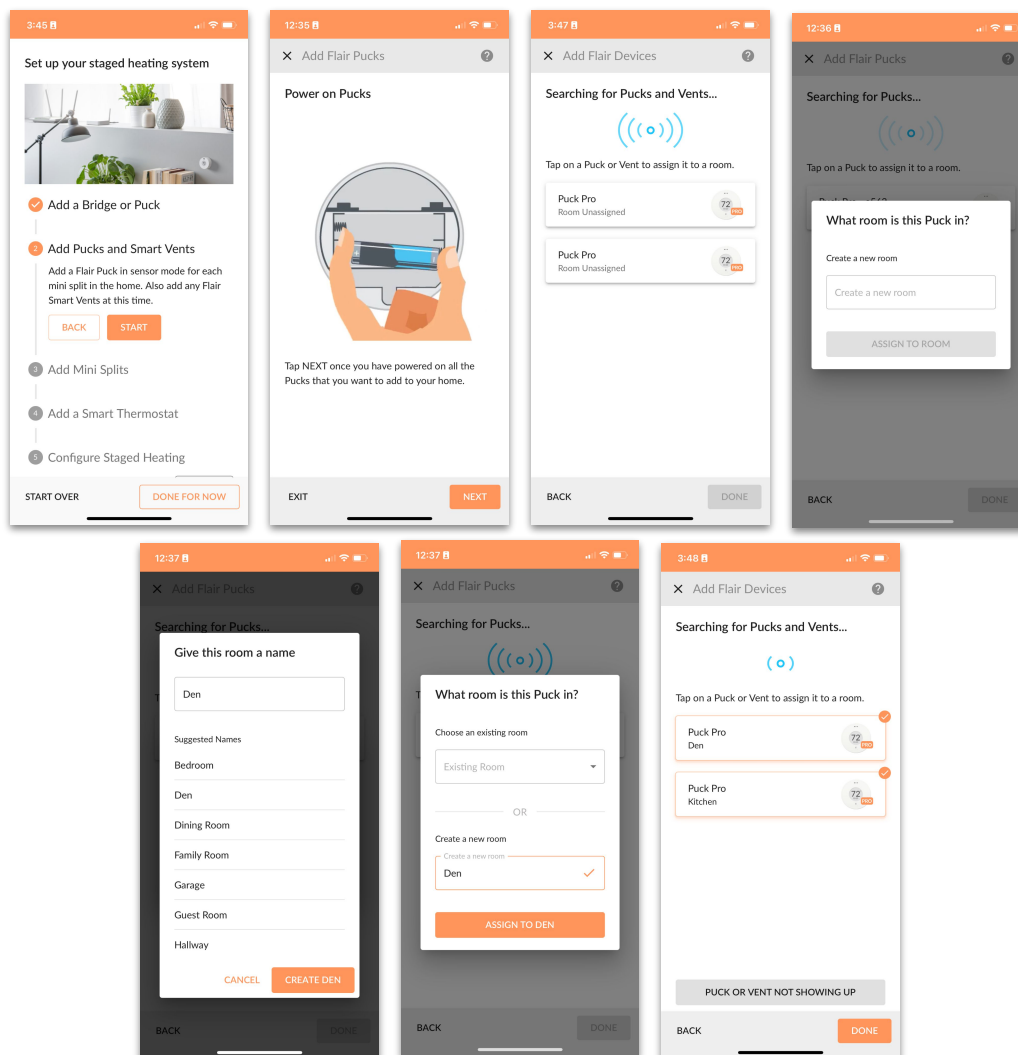 3:45
Set up your staged heating system
Add a Bridge or Puck
2 Add Pucks and Smart Vents
Add a Flair Puck in sensor mode for each
mini split in the home. Also add any Flair
Smart Vents at this time.
BACK START
3 Add Mini Splits
4 Add a Smart Thermostat
5 Configure Staged Heating
START OVER DONE FOR NOW
12:35
Add Flair Pucks ?
Power on Pucks
Tap NEXT once you have powered on all the
Pucks that you want to add to your home.
EXIT NEXT
3:47
Add Flair Devices ?
Searching for Pucks and Vents...
Tap on a Puck or Vent to assign it to a room.
Puck Pro
Room Unassigned
72
PRO
Puck Pro
Room Unassigned
72
PRO
BACK DONE
12:36
Add Flair Pucks ?
Searching for Pucks...
Tap on a Puck to assign it to a room.
What room is this Puck in?
Create a new room
Create a new room
ASSIGN TO ROOM
BACK DONE
12:37
Add Flair Pucks ?
Searching for Pucks...
Give this room a name
Den
Suggested Names
Bedroom
Den
Dining Room
Family Room
Garage
Guest Room
Hallway
CANCEL CREATE DEN
BACK DONE
12:37
Add Flair Pucks ?
Searching for Pucks...
What room is this Puck in?
Choose an existing room
Existing Room
OR
Create a new room
Create a new room
Den
ASSIGN TO DEN
BACK DONE
3:48
Add Flair Devices ?
Searching for Pucks and Vents...
Tap on a Puck or Vent to assign it to a room.
Puck Pro
Den
72
PRO
Puck Pro
Kitchen
72
PRO
PUCK OR VENT NOT SHOWING UP
BACK DONE